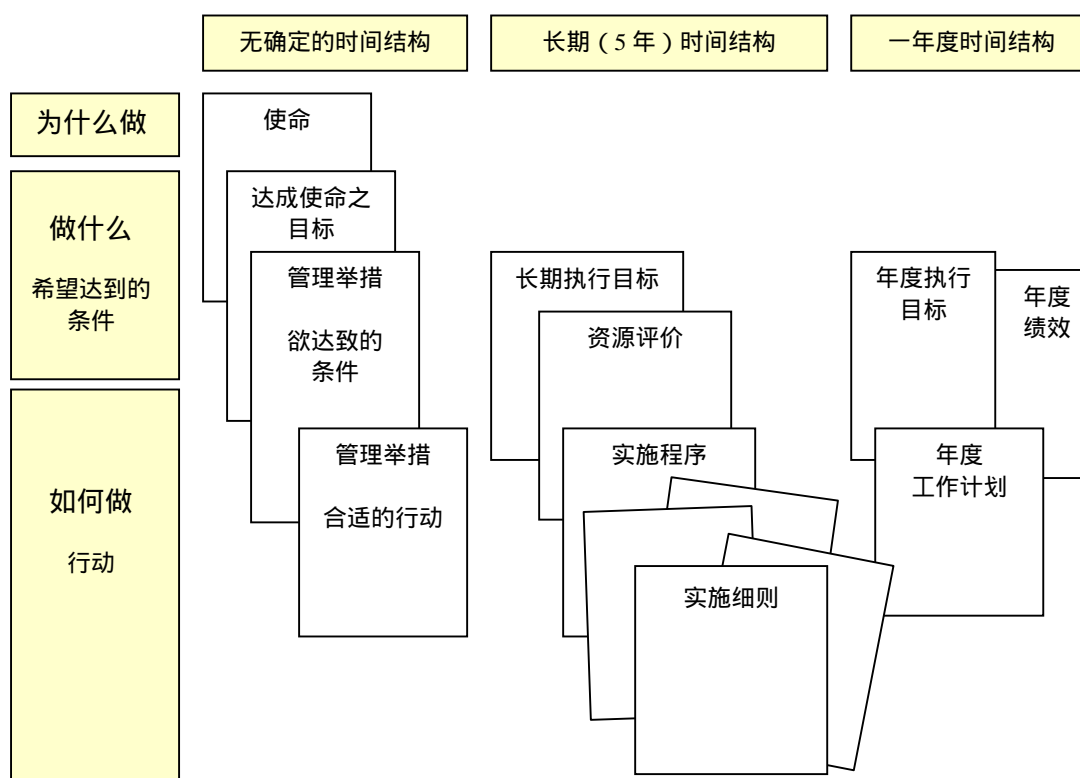 无确定的时间结构
长期（5年）时间结构
一年度时间结构
为什么做
使命
做什么
希望达到的
条件
达成使命之
目标
管理举措
欲达致的
条件
长期执行目标
资源评价
年度执行
目标
年度
绩效
如何做
行动
管理举措
合适的行动
实施程序
实施细则
年度
工作计划